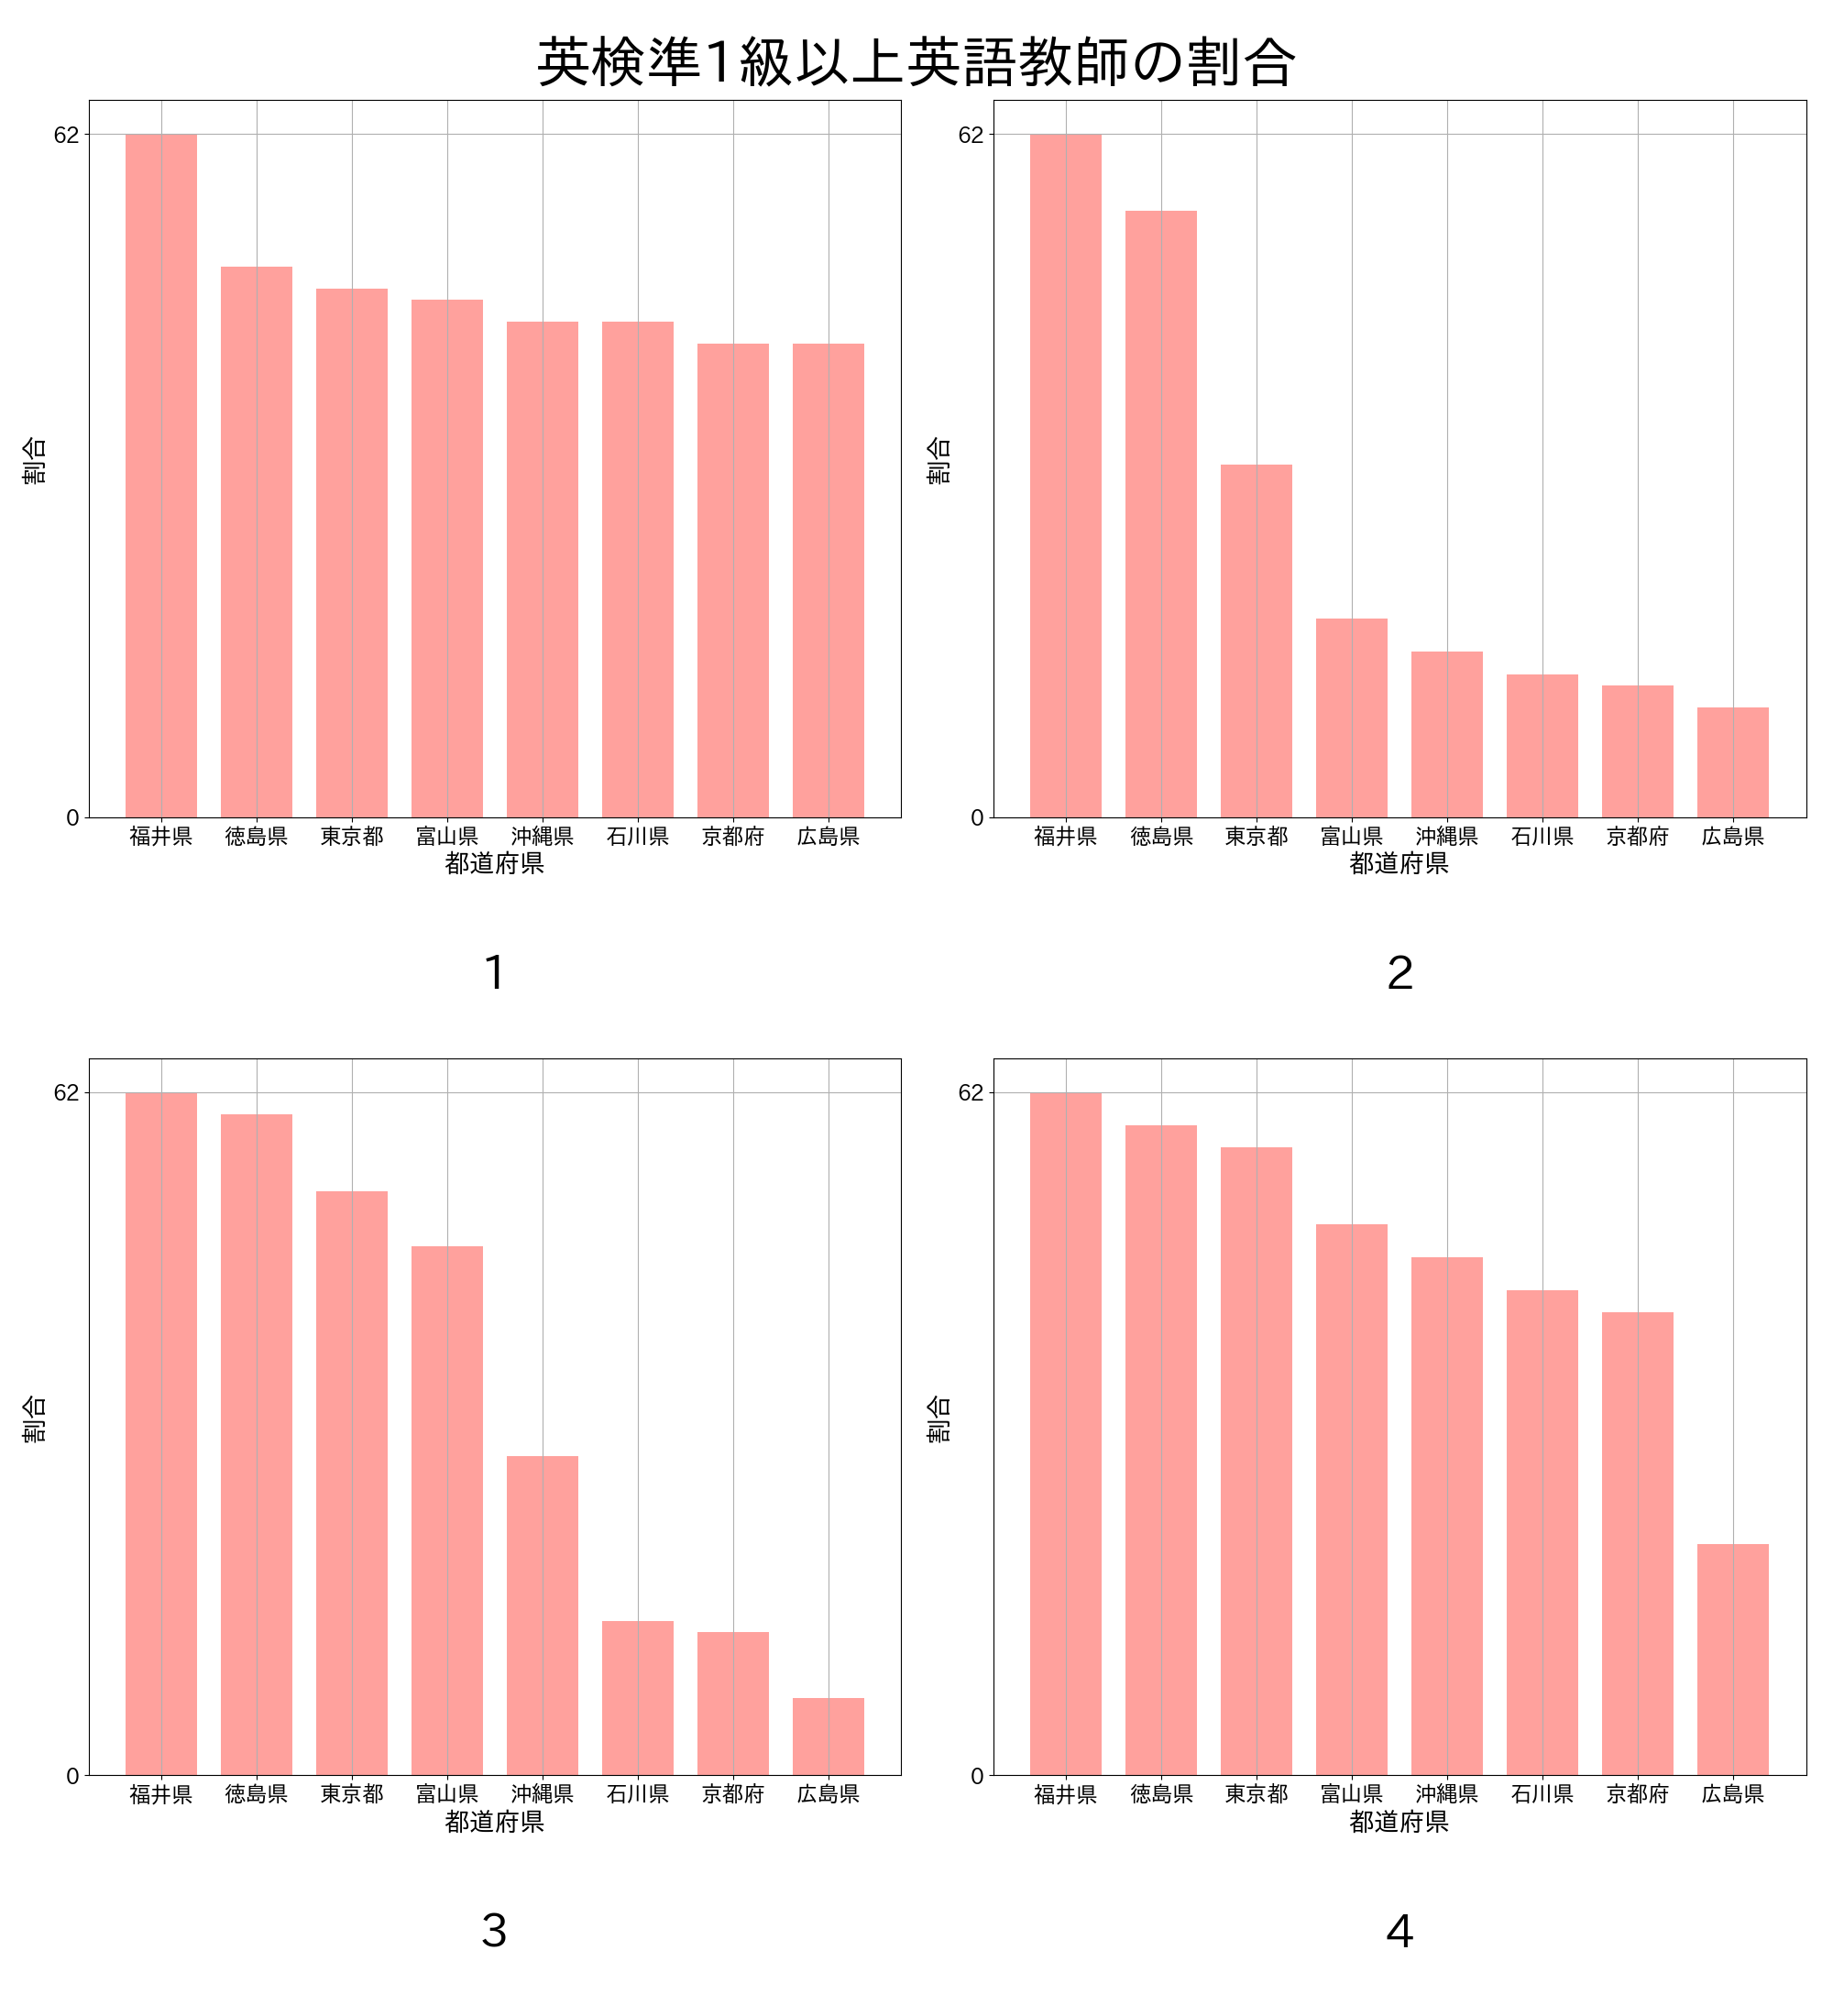 英検準1級以上英語教師の割合
62
0
割合
福井県 徳島県 東京都 富山県 沖縄県 石川県 京都府 広島県
都道府県
1
62
0
割合
福井県 徳島県 東京都 富山県 沖縄県 石川県 京都府 広島県
都道府県
2
62
0
割合
福井県 徳島県 東京都 富山県 沖縄県 石川県 京都府 広島県
都道府県
3
62
0
割合
福井県 徳島県 東京都 富山県 沖縄県 石川県 京都府 広島県
都道府県
4